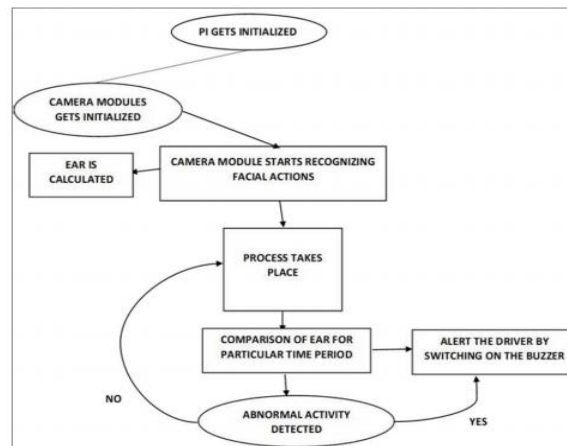 PI GETS INITIALIZED
CAMERA MODULES
GETS INITIALIZED
EAR IS
CALCULATED
CAMERA MODULE STARTS RECOGNIZING
FACIAL ACTIONS
PROCESS TAKES
PLACE
COMPARISON OF EAR FOR
PARTICULAR TIME PERIOD
ALERT THE DRIVER BY
SWITCHING ON THE BUZZER
NO
ABNORMAL ACTIVITY
DETECTED
YES